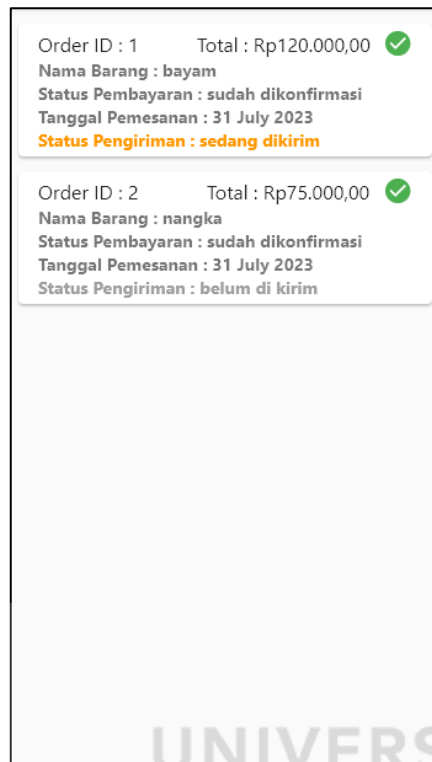 Order ID : 1 Total : Rp120.000,00
Nama Barang : bayam
Status Pembayaran : sudah dikonfirmasi
Tanggal Pemesanan : 31 July 2023
Status Pengiriman : sedang dikirim
Order ID : 2 Total : Rp75.000,00
Nama Barang : nangka
Status Pembayaran : sudah dikonfirmasi
Tanggal Pemesanan : 31 July 2023
Status Pengiriman : belum di kirim
UNIVERS